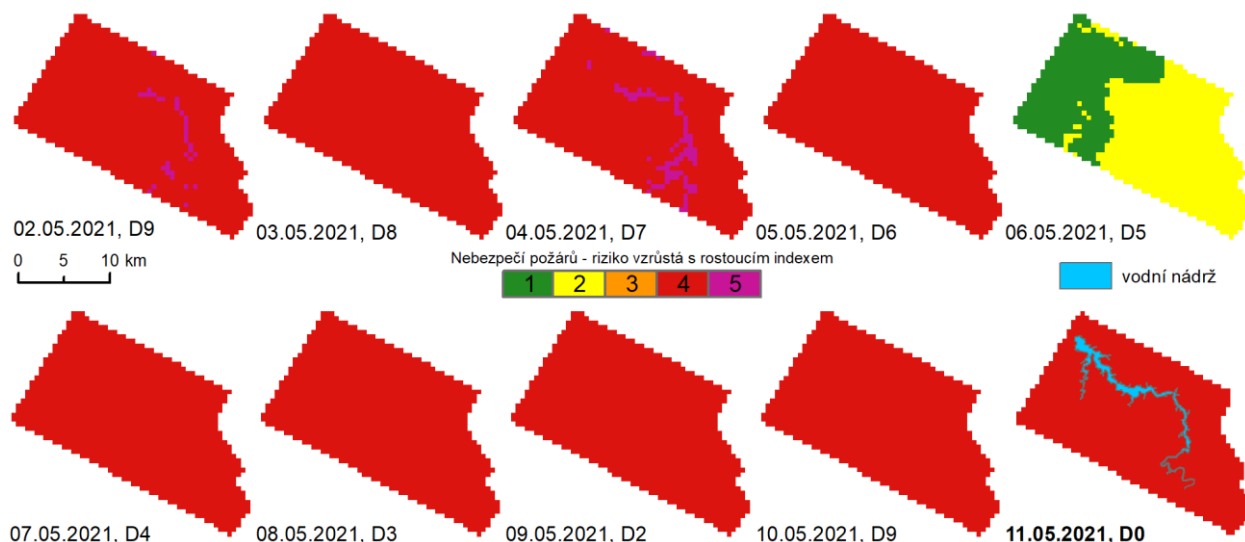 02.05.2021, D9
03.05.2021, D8
04.05.2021, D7
05.05.2021, D6
06.05.2021, D5
0 5 10 km
Nebezpečí požárů - riziko vzrůstá s rostoucím indexem
1 2 3 4 5
vodní nádrž
07.05.2021, D4
08.05.2021, D3
09.05.2021, D2
10.05.2021, D9
11.05.2021, D0